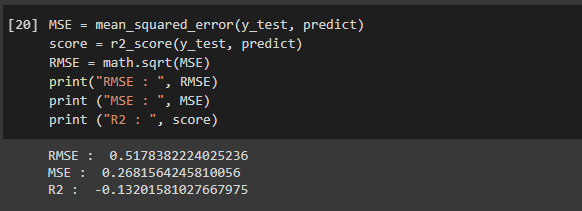 [20] MSE = mean_squared_error(y_test, predict)
score = r2_score(y_test, predict)
RMSE = math.sqrt(MSE)
print("RMSE : ", RMSE)
print ("MSE : ", MSE)
print ("R2 : ", score)
RMSE :  0.5178382224025236
MSE :  0.2681564245810056
R2 :  -0.13201581027667975